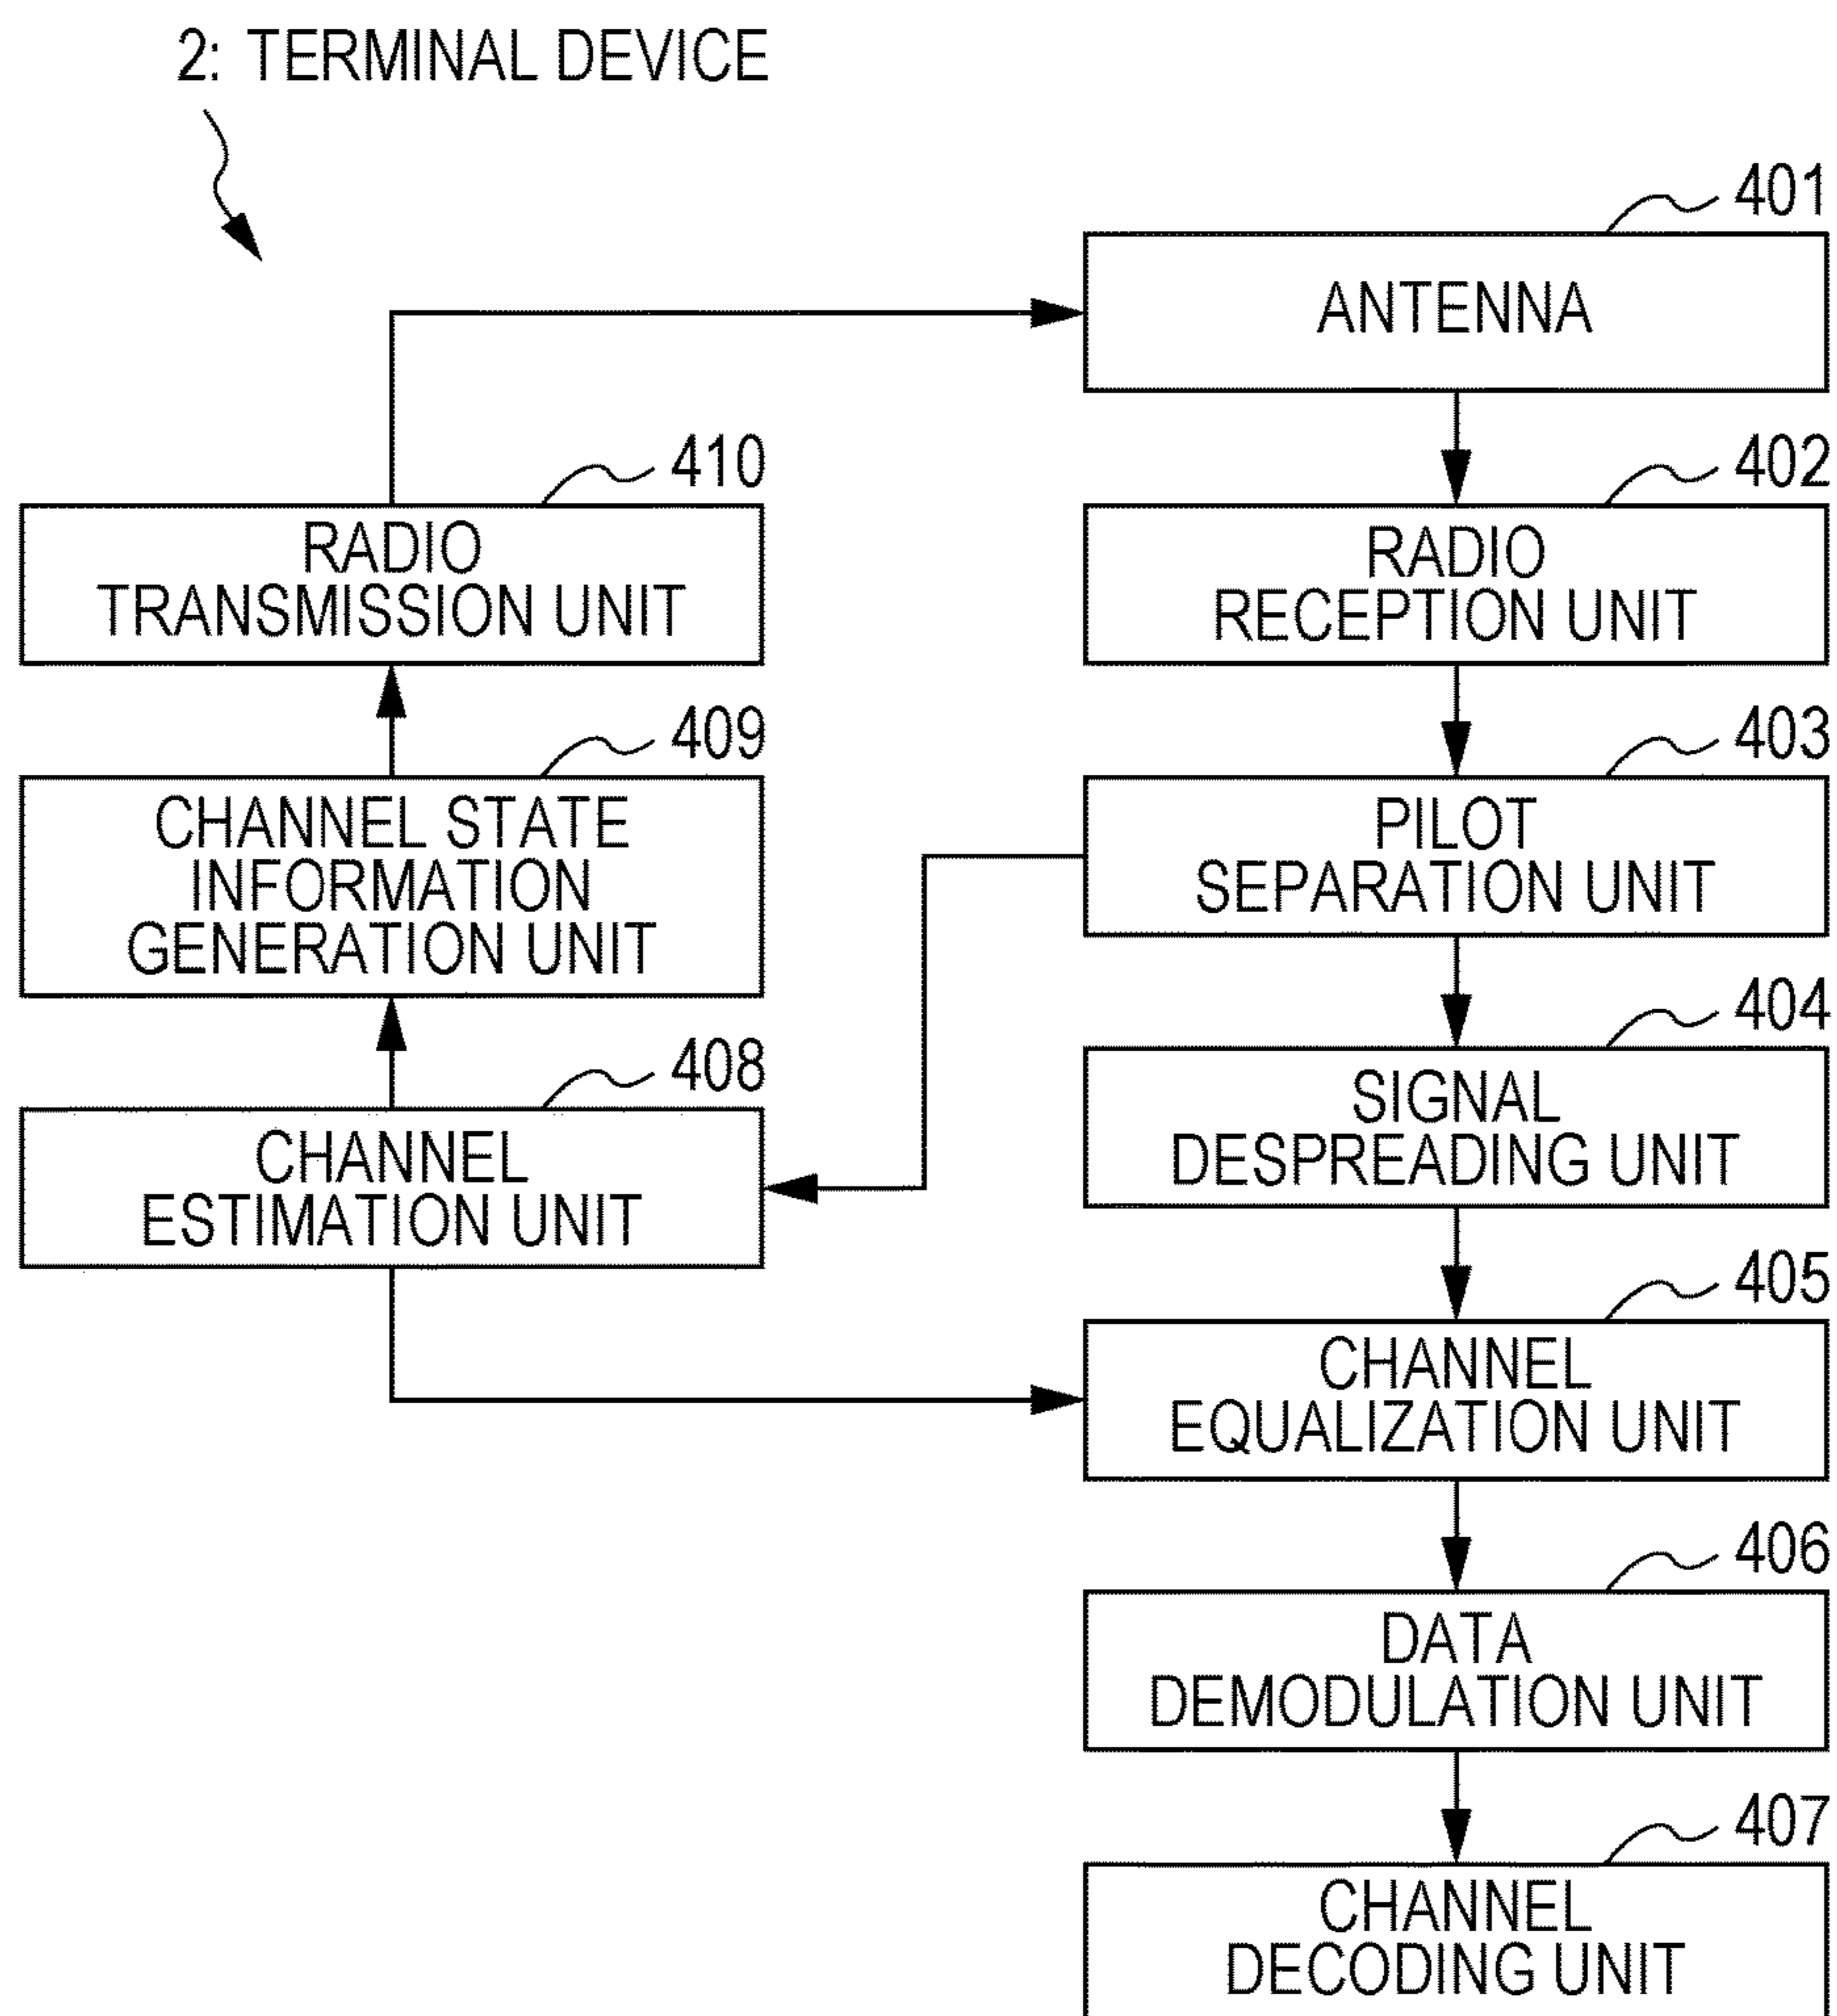 2: TERMINAL DEVICE
401
ANTENNA
410
RADIO
TRANSMISSION UNIT
402
RADIO
RECEPTION UNIT
409
CHANNEL STATE
INFORMATION
GENERATION UNIT
403
PILOT
SEPARATION UNIT
408
CHANNEL
ESTIMATION UNIT
404
SIGNAL
DESPREADING UNIT
405
CHANNEL
EQUALIZATION UNIT
406
DATA
DEMODULATION UNIT
407
CHANNEL
DECODING UNIT